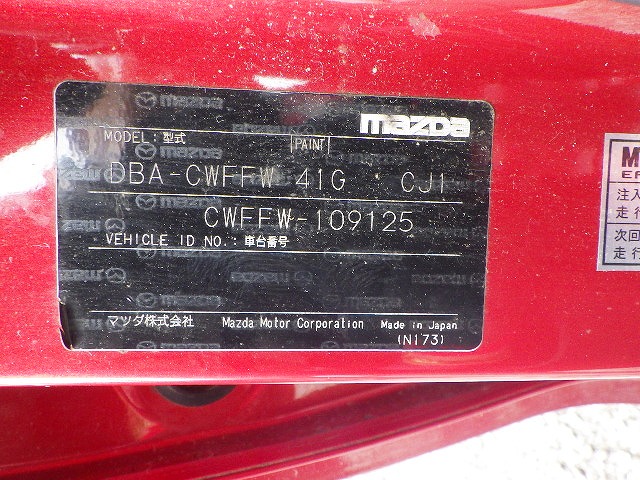 mazda
MODEL : 型式 PAINT
DBA-CWFFW 41G CJ1
CWFFW-109125
VEHICLE ID NO. : 車台番号
マツダ株式会社 Mazda Motor Corporation Made in Japan
(N173)
注入
走行
次回
走行